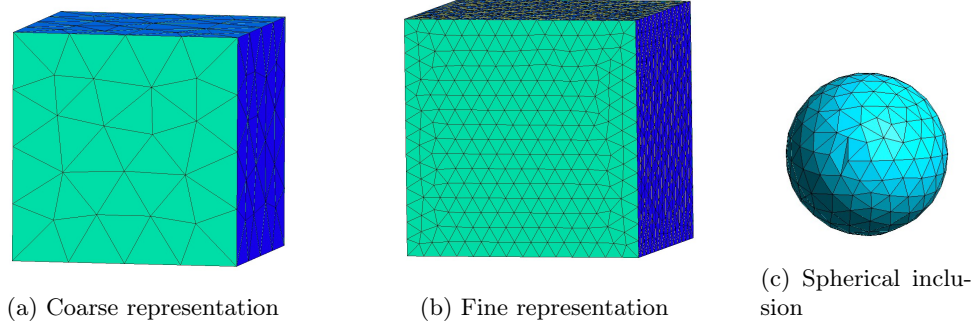 (a) Coarse representation
(b) Fine representation
(c) Spherical inclu-
sion